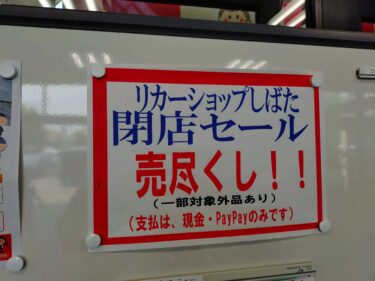 リカーショップしばた
閉店セール
売尽くし！！
（一部対象外品あり）
（支払は、現金・PayPayのみです）